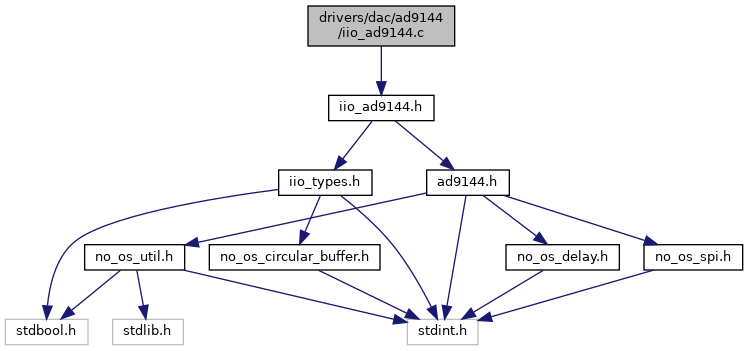 drivers/dac/ad9144
/iio_ad9144.c
iio_ad9144.h
iio_types.h
ad9144.h
no_os_util.h
no_os_circular_buffer.h
no_os_delay.h
no_os_spi.h
stdbool.h
stdlib.h
stdint.h